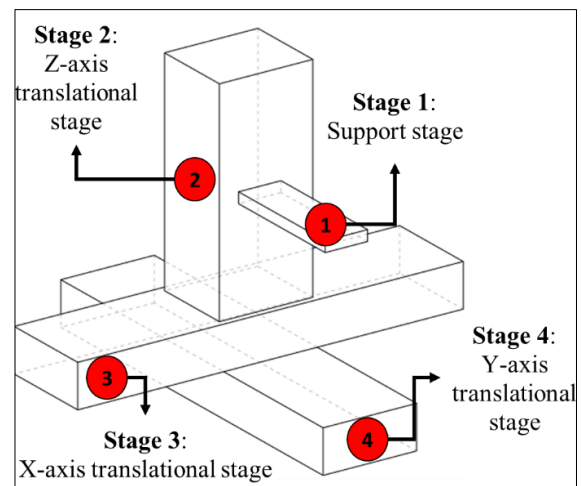 Stage 2:
Z-axis
translational
stage
Stage 1:
Support stage
2
1
3
4
Stage 4:
Y-axis
translational
stage
Stage 3:
X-axis translational stage